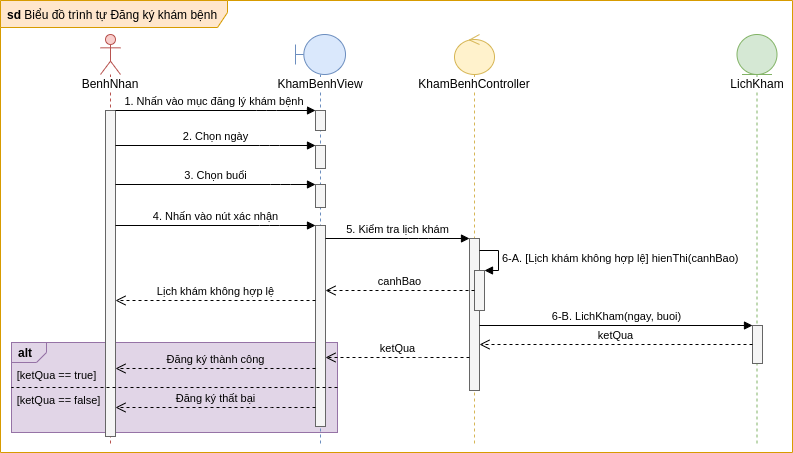 sd Biểu đồ trình tự Đăng ký khám bệnh
BenhNhan
KhamBenhView
KhamBenhController
LichKham
1. Nhấn vào mục đăng lý khám bệnh
2. Chọn ngày
3. Chọn buổi
4. Nhấn vào nút xác nhận
5. Kiểm tra lịch khám
6-A. [Lịch khám không hợp lệ] hienThi(canhBao)
canhBao
Lịch khám không hợp lệ
6-B. LichKham(ngay, buoi)
ketQua
ketQua
alt
Đăng ký thành công
[ketQua == true]
Đăng ký thất bại
[ketQua == false]